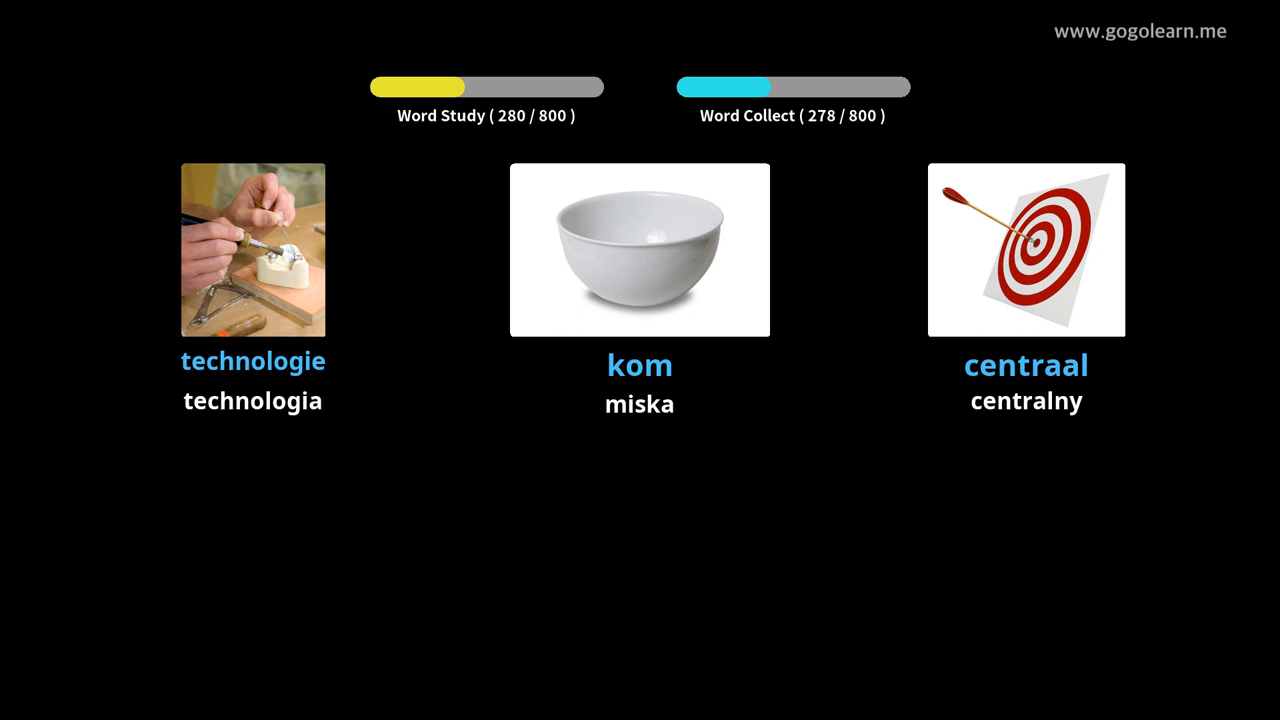 www.gogolearn.me
Word Study ( 280 / 800 )
Word Collect ( 278 / 800 )
technologie
technologia
kom
miska
centraal
centralny